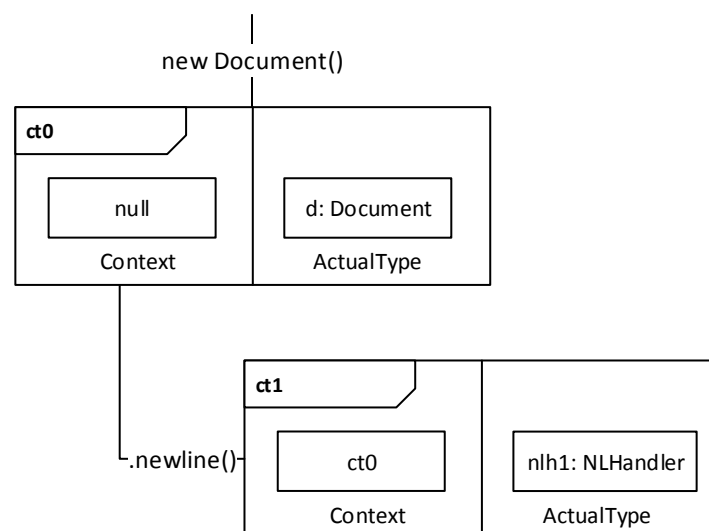 new Document()
ct0
null
d: Document
Context
ActualType
ct1
.newline()
ct0
nlh1: NLHandler
Context
ActualType